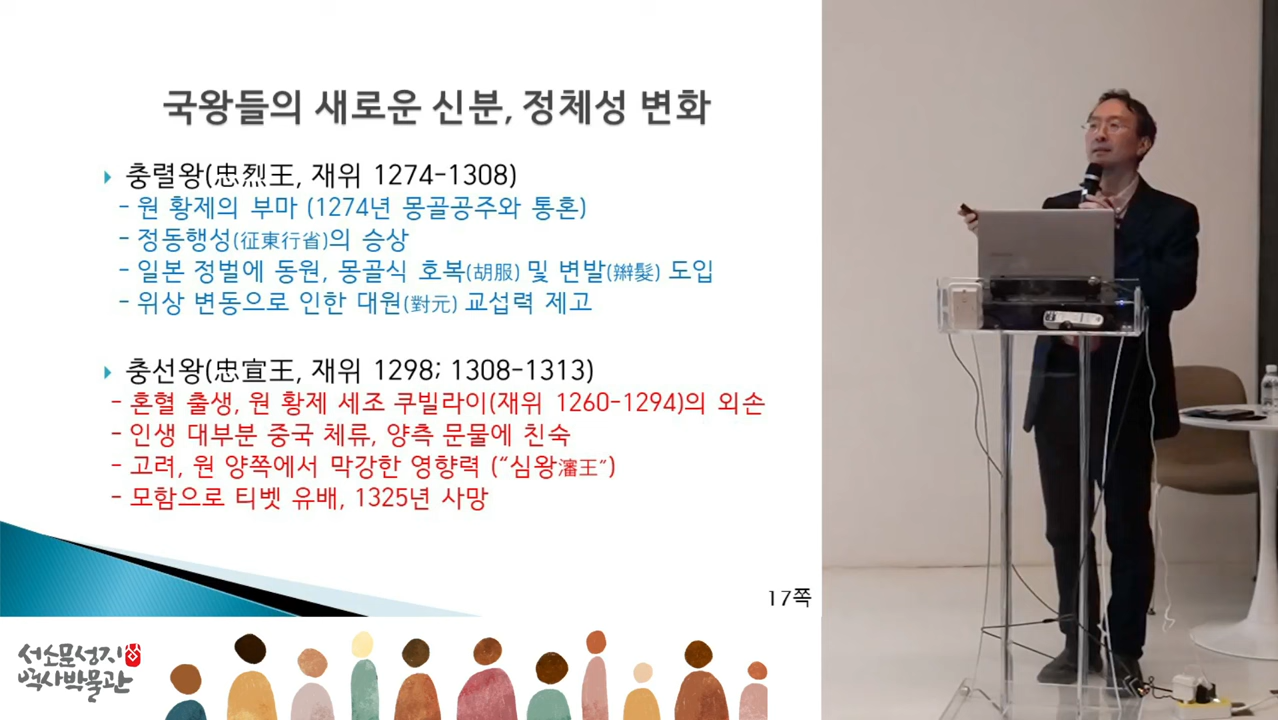 국왕들의 새로운 신분, 정체성 변화
충렬왕(忠烈王, 재위 1274-1308)
- 원 황제의 부마 (1274년 몽골공주와 통혼)
- 정동행성(征東行省)의 승상
- 일본 정벌에 동원, 몽골식 호복(胡服) 및 변발(辮髮) 도입
- 위상 변동으로 인한 대원(對元) 교섭력 제고
충선왕(忠宣王, 재위 1298; 1308-1313)
- 혼혈 출생, 원 황제 세조 쿠빌라이(재위 1260-1294)의 외손
- 인생 대부분 중국 체류, 양측 문물에 친숙
- 고려, 원 양쪽에서 막강한 영향력 (“심왕瀋王”)
- 모함으로 티벳 유배, 1325년 사망
17쪽
서소문성지
역사박물관